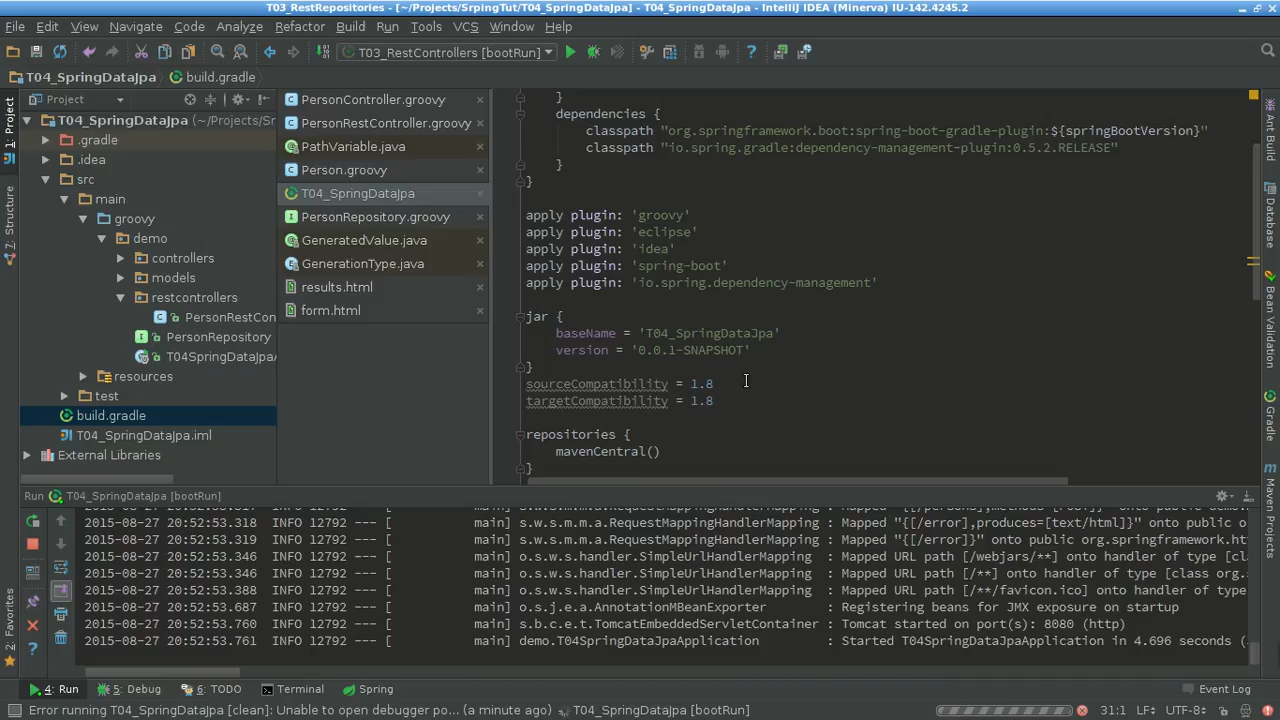 T03_RestRepositories - [~/Projects/SrpingTut/T04_SpringDataJpa] - T04_SpringDataJpa - IntelliJ IDEA (Minerva) IU-142.4245.2
File Edit View Navigate Code Analyze Refactor Build Run Tools VCS Window Help
T03_RestControllers [bootRun]
T04_SpringDataJpa build.gradle
Project
T04_SpringDataJpa (~/Projects/Sr
.gradle
.idea
src
main
groovy
demo
controllers
models
restcontrollers
PersonRestCon
PersonRepository
T04SpringDataJpa
resources
test
build.gradle
T04_SpringDataJpa.iml
External Libraries
PersonController.groovy
PersonRestController.groovy
PathVariable.java
Person.groovy
T04_SpringDataJpa
PersonRepository.groovy
GeneratedValue.java
GenerationType.java
results.html
form.html
}
dependencies {
classpath "org.springframework.boot:spring-boot-gradle-plugin:${springBootVersion}"
classpath "io.spring.gradle:dependency-management-plugin:0.5.2.RELEASE"
}
}
apply plugin: 'groovy'
apply plugin: 'eclipse'
apply plugin: 'idea'
apply plugin: 'spring-boot'
apply plugin: 'io.spring.dependency-management'
jar {
baseName = 'T04_SpringDataJpa'
version = '0.0.1-SNAPSHOT'
}
sourceCompatibility = 1.8
targetCompatibility = 1.8
repositories {
mavenCentral()
}
1: Project
7: Structure
2: Favorites
Ant Build
Database
Bean Validation
Gradle
Maven Projects
Run T04_SpringDataJpa [bootRun]
2015-08-27 20:52:53.318 INFO 12792 --- [ main] s.w.s.m.m.a.RequestMappingHandlerMapping : Mapped "{[/error],produces=[text/html]}" onto public o
2015-08-27 20:52:53.319 INFO 12792 --- [ main] s.w.s.m.m.a.RequestMappingHandlerMapping : Mapped "{[/error]}" onto public org.springframework.ht
2015-08-27 20:52:53.346 INFO 12792 --- [ main] o.s.w.s.handler.SimpleUrlHandlerMapping : Mapped URL path [/webjars/**] onto handler of type [cla
2015-08-27 20:52:53.346 INFO 12792 --- [ main] o.s.w.s.handler.SimpleUrlHandlerMapping : Mapped URL path [/**] onto handler of type [class org.
2015-08-27 20:52:53.388 INFO 12792 --- [ main] o.s.w.s.handler.SimpleUrlHandlerMapping : Mapped URL path [/**/favicon.ico] onto handler of type
2015-08-27 20:52:53.687 INFO 12792 --- [ main] o.s.j.e.a.AnnotationMBeanExporter : Registering beans for JMX exposure on startup
2015-08-27 20:52:53.760 INFO 12792 --- [ main] s.b.c.e.t.TomcatEmbeddedServletContainer : Tomcat started on port(s): 8080 (http)
2015-08-27 20:52:53.761 INFO 12792 --- [ main] demo.T04SpringDataJpaApplication : Started T04SpringDataJpaApplication in 4.696 seconds (
4: Run 5: Debug 6: TODO Terminal Spring Event Log
Error running T04_SpringDataJpa [clean]: Unable to open debugger po... (a minute ago) T04_SpringDataJpa [bootRun] 31:1 LF÷ UTF-8÷